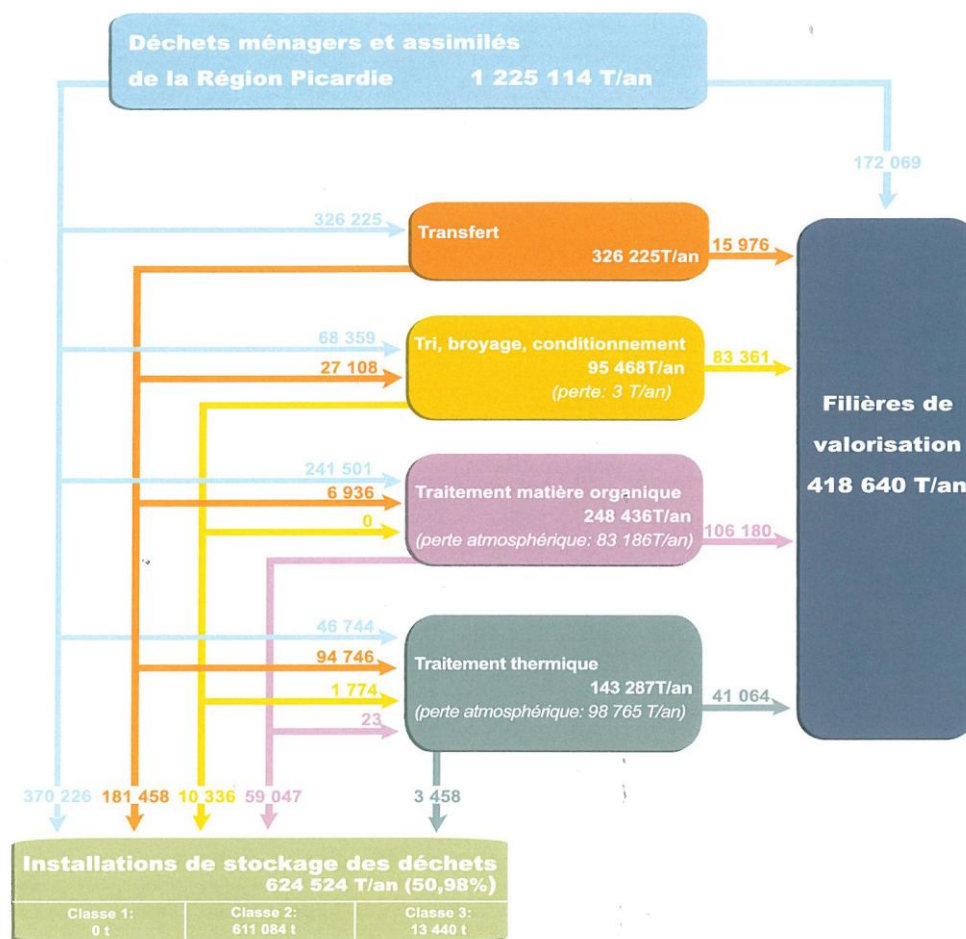 Déchets ménagers et assimilés
de la Région Picardie 1 225 114 T/an
172 069
326 225
Transfert
326 225T/an
15 976
68 359
27 108
Tri, broyage, conditionnement
95 468T/an
(perte: 3 T/an)
83 361
Filières de
valorisation
418 640 T/an
241 501
6 936
0
Traitement matière organique
248 436T/an
(perte atmosphérique: 83 186T/an)
106 180
46 744
94 746
1 774
23
Traitement thermique
143 287T/an
(perte atmosphérique: 98 765 T/an)
41 064
370 226
181 458
10 336
59 047
3 458
Installations de stockage des déchets
624 524 T/an (50,98%)
Classe 1:
0 t
Classe 2:
611 084 t
Classe 3:
13 440 t